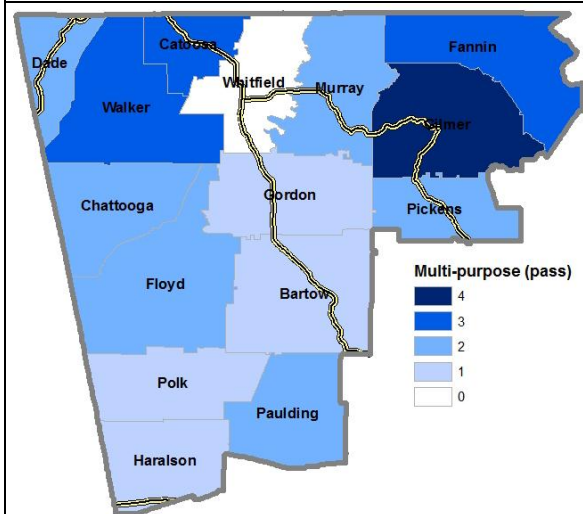 Catoosa
Fannin
Dade
Whitfield
Murray
Walker
Gilmer
Chattooga
Gordon
Pickens
Floyd
Bartow
Multi-purpose (pass)
4
3
2
1
0
Polk
Paulding
Haralson